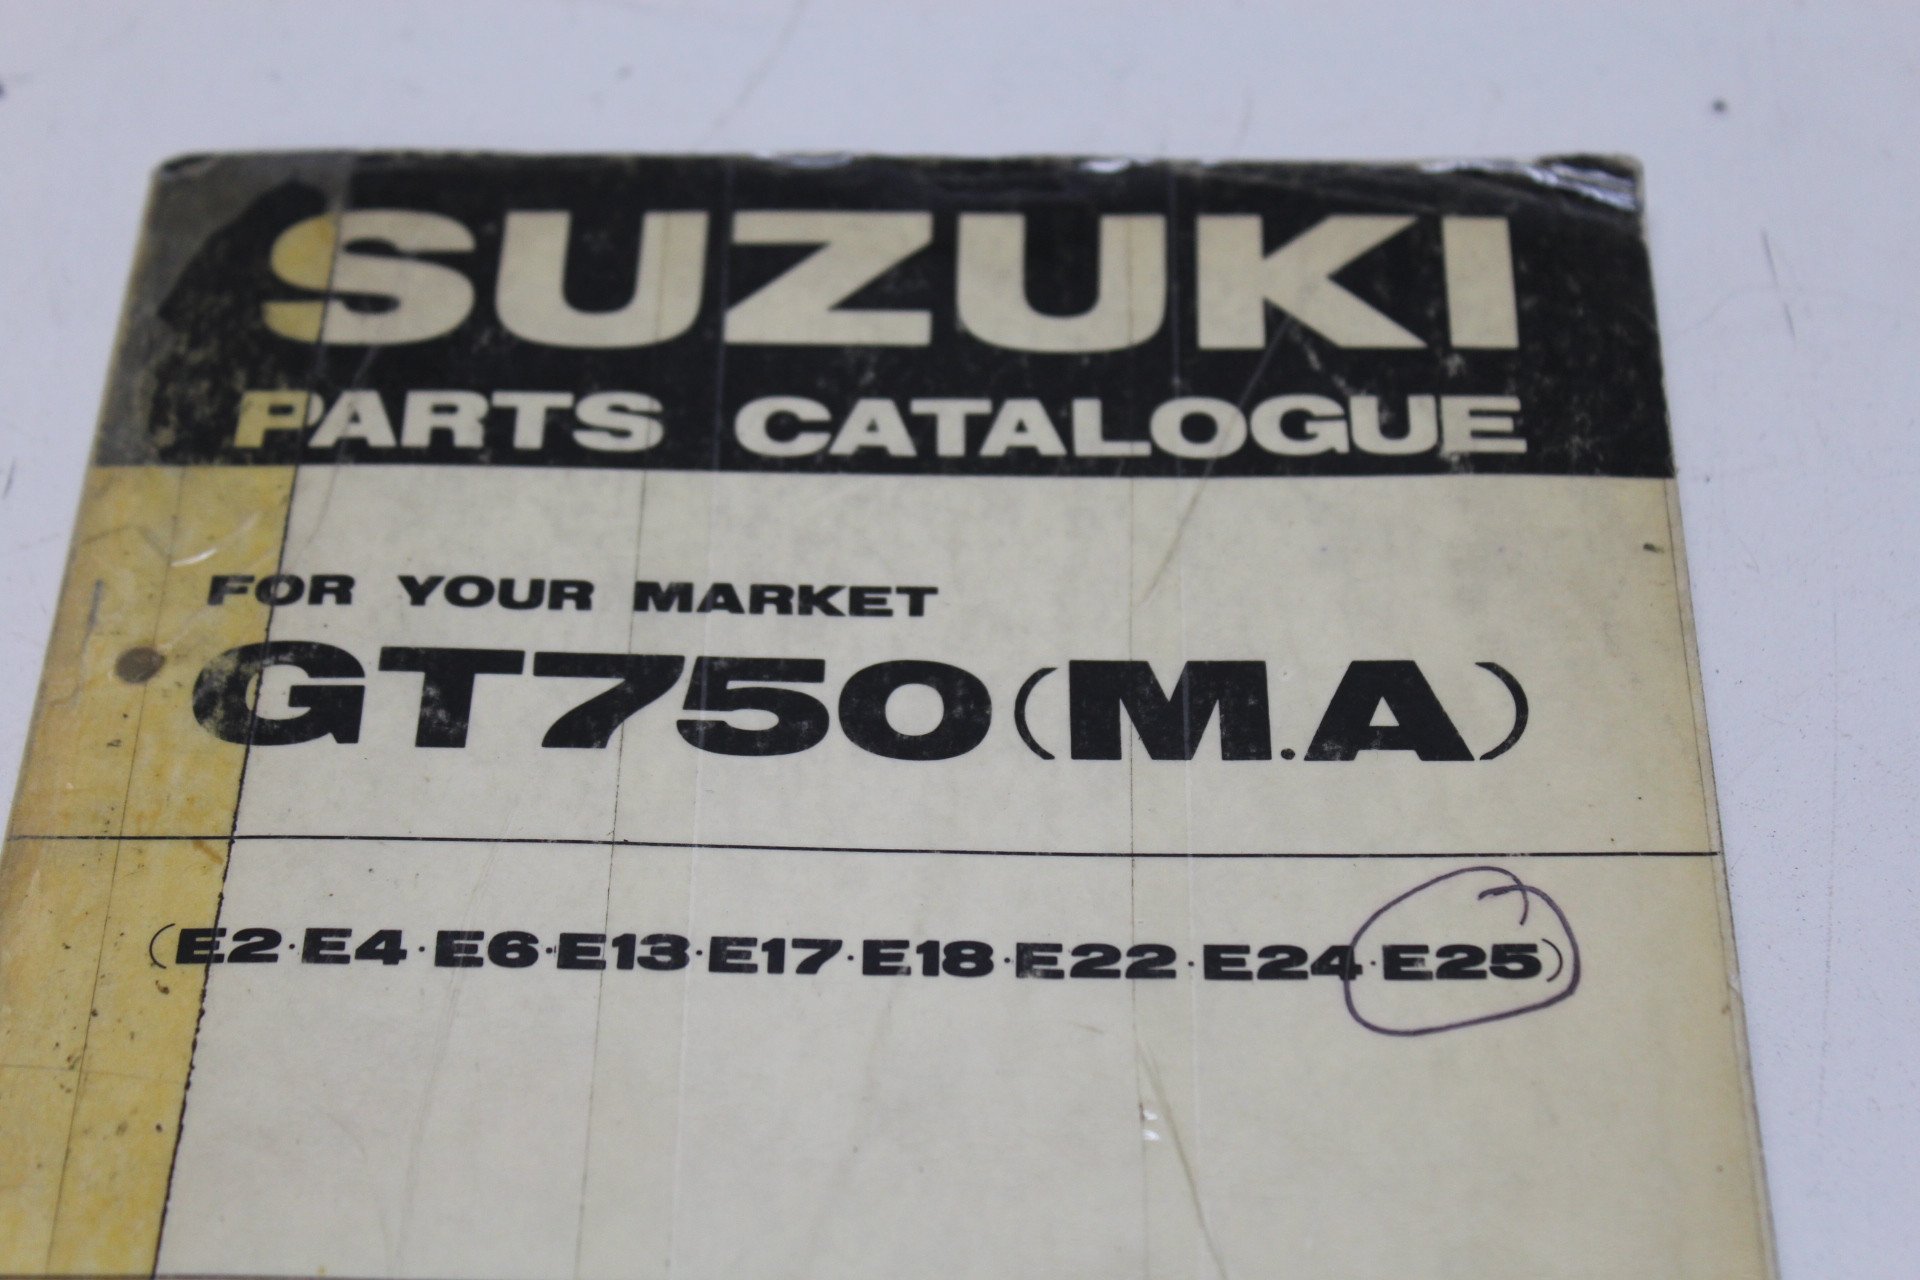 SUZUKI
PARTS CATALOGUE
FOR YOUR MARKET
GT750(M.A)
(E2·E4·E6·E13·E17·E18·E22·E24·E25)